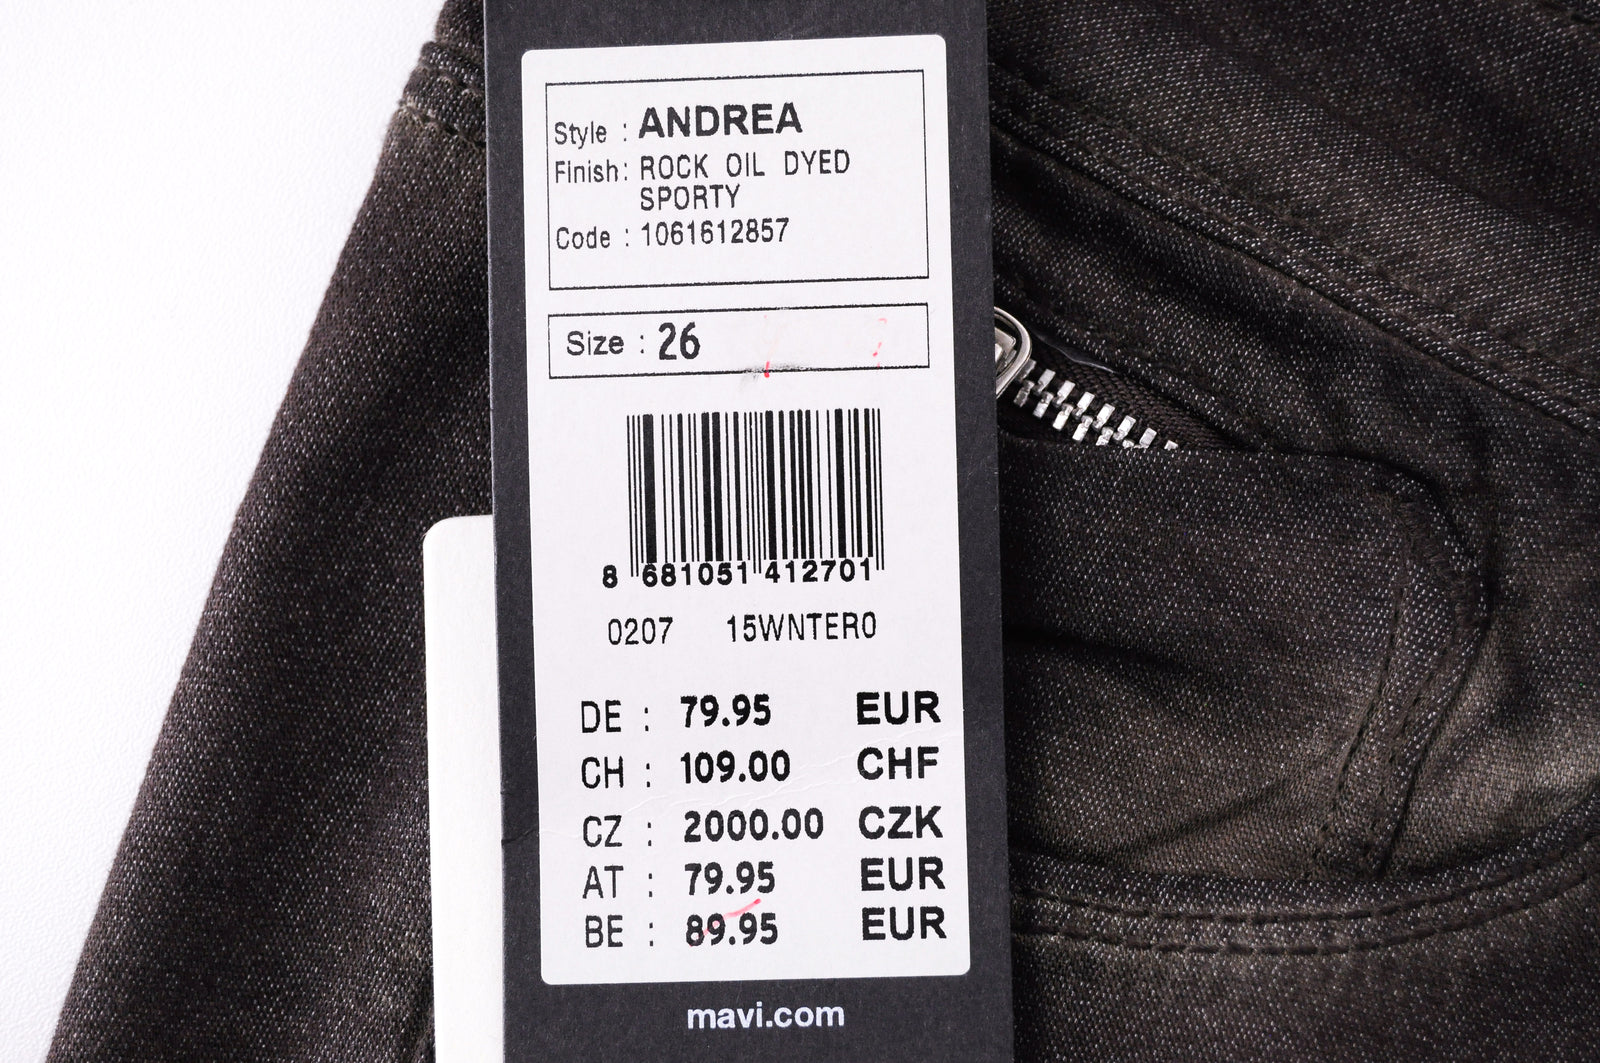 Style : ANDREA
Finish: ROCK OIL DYED
SPORTY
Code : 1061612857
Size : 26
8 681051 412701
0207 15WNTER0
DE : 79.95 EUR
CH : 109.00 CHF
CZ : 2000.00 CZK
AT : 79.95 EUR
BE : 89.95 EUR
mavi.com